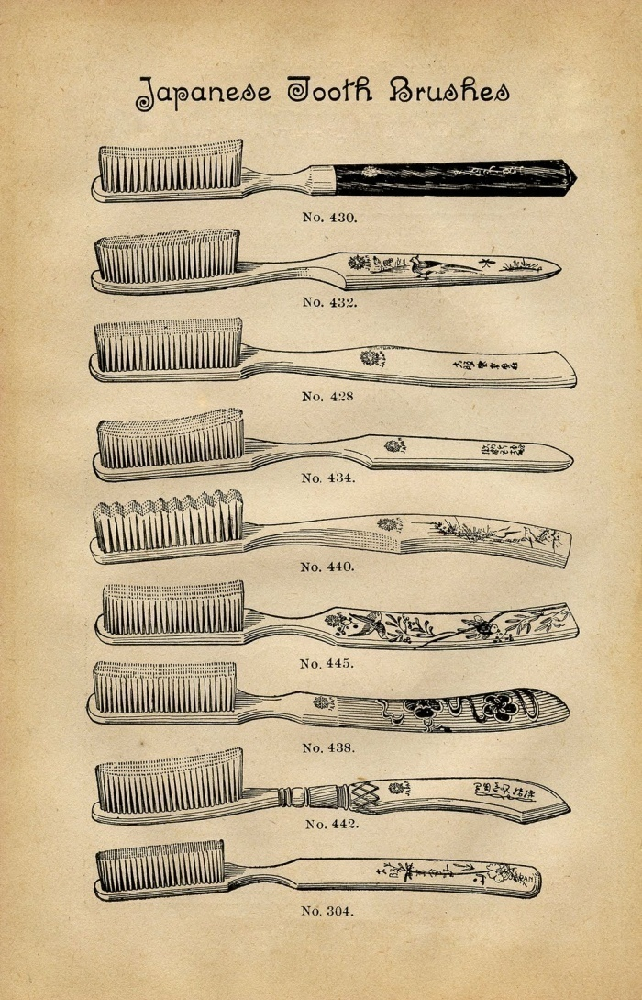 Japanese Tooth Brushes
No. 430.
No. 432.
No. 428
No. 434.
No. 440.
No. 445.
No. 438.
No. 442.
No. 304.